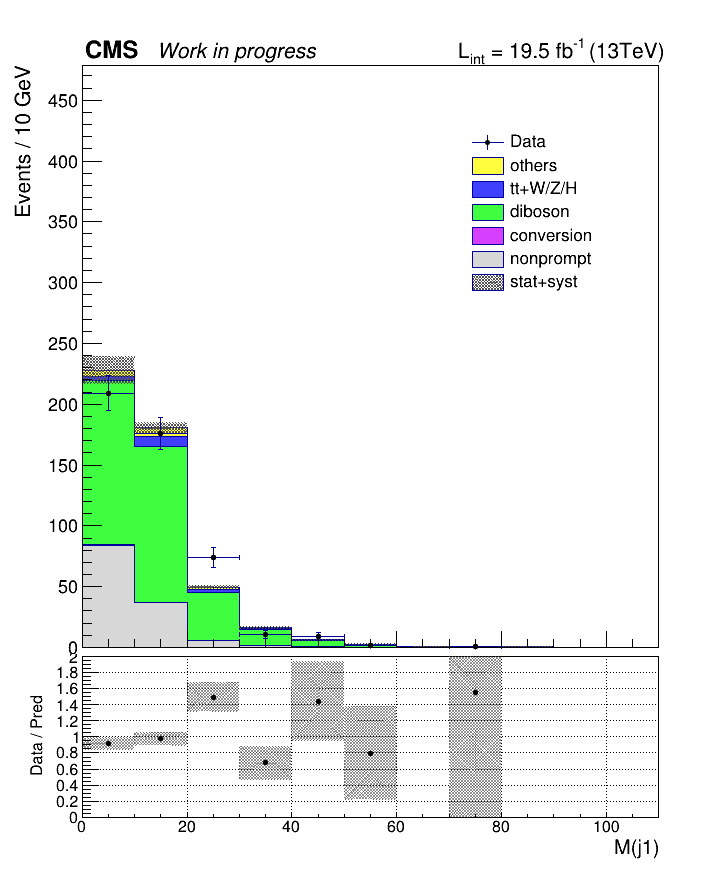 CMS Work in progress L_int = 19.5 fb^-1 (13TeV)
Events / 10 GeV
450
400
350
300
250
200
150
100
50
0
Data
others
tt+W/Z/H
diboson
conversion
nonprompt
stat+syst
Data / Pred
2
1.8
1.6
1.4
1.2
1
0.8
0.6
0.4
0.2
0
0 20 40 60 80 100
M(j1)